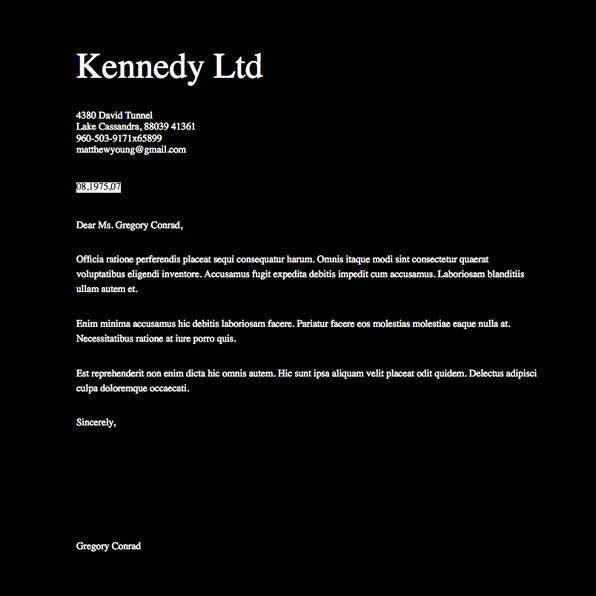 Kennedy Ltd
4380 David Tunnel
Lake Cassandra, 88039 41361
960-503-9171x65899
matthewyoung@gmail.com
08,1975,07
Dear Ms. Gregory Conrad,
Officia ratione perferendis placeat sequi consequatur harum. Omnis itaque modi sint consectetur quaerat
voluptatibus eligendi inventore. Accusamus fugit expedita debitis impedit cum accusamus. Laboriosam blanditiis
ullam autem et.
Enim minima accusamus hic debitis laboriosam facere. Pariatur facere eos molestias molestiae eaque nulla at.
Necessitatibus ratione at iure porro quis.
Est reprehenderit non enim dicta hic omnis autem. Hic sunt ipsa aliquam velit placeat odit quidem. Delectus adipisci
culpa doloremque occaecati.
Sincerely,
Gregory Conrad